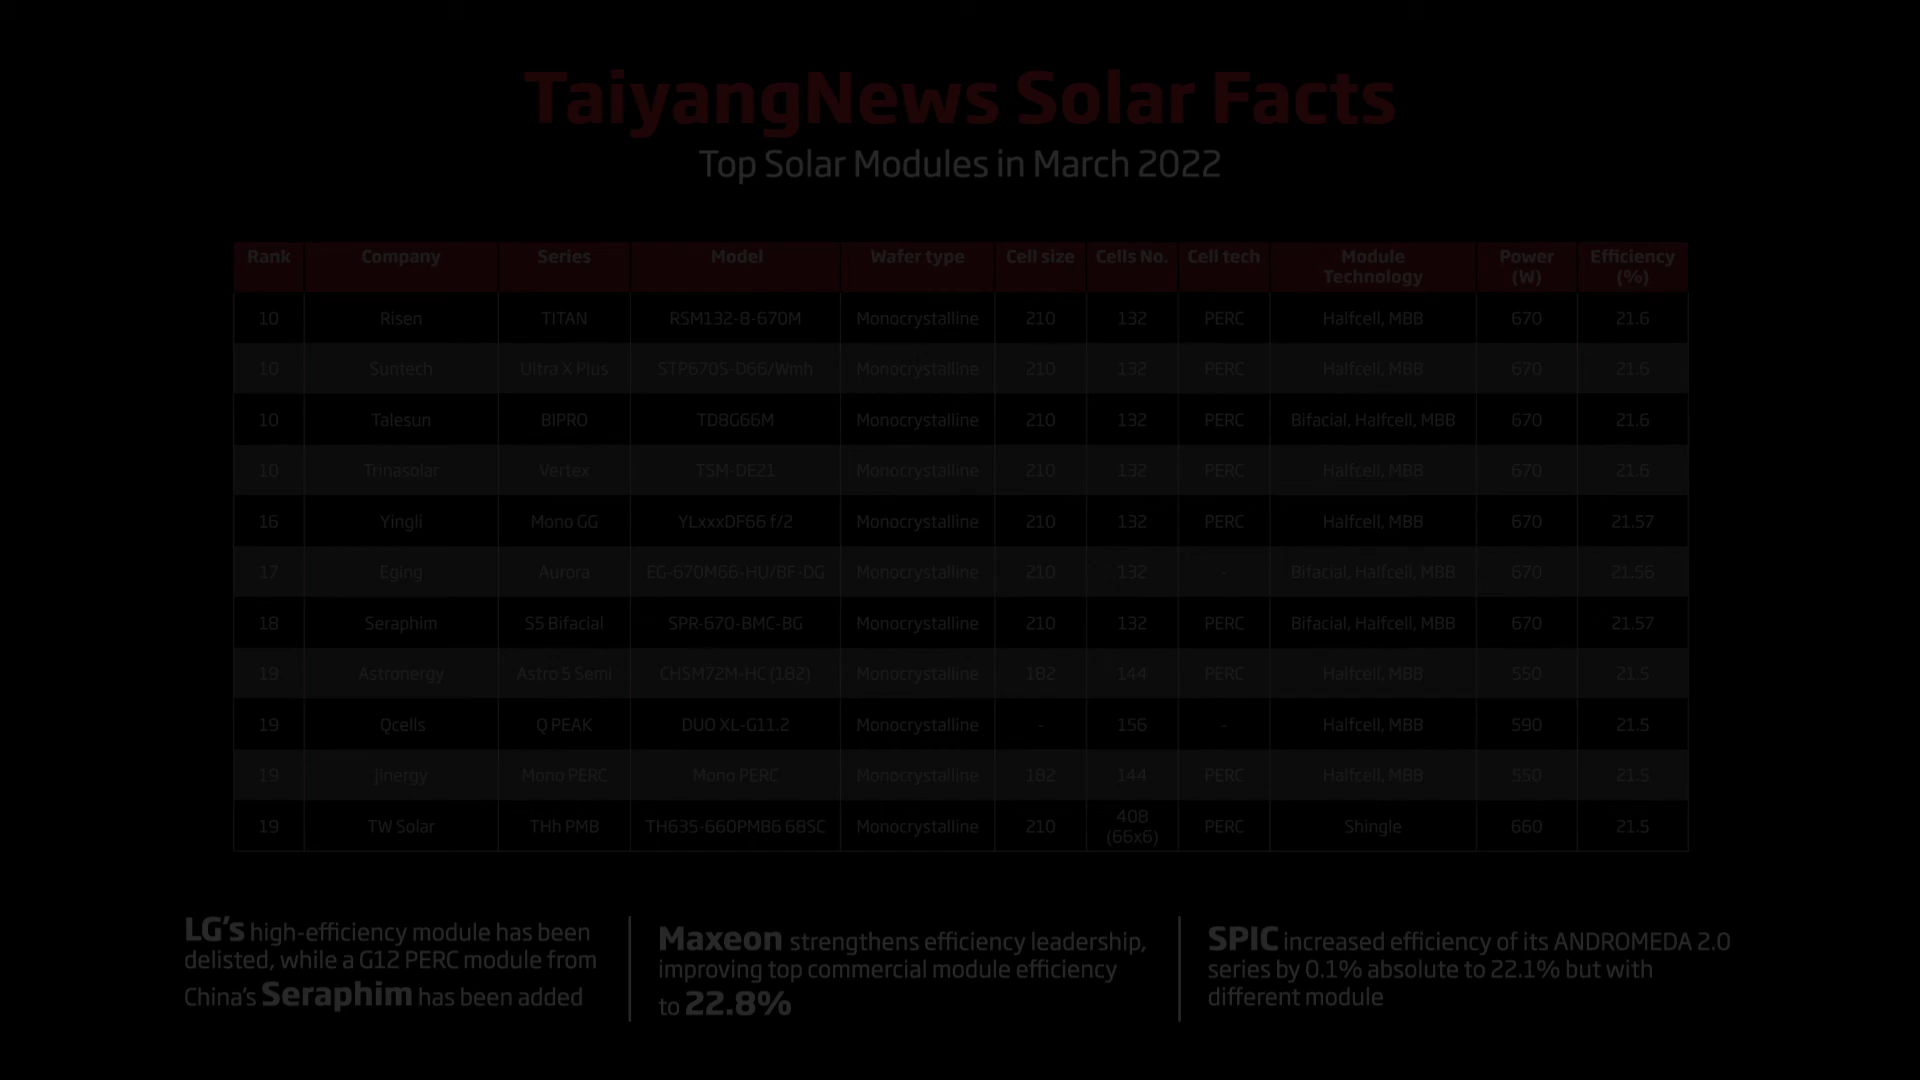 TaiyangNews Solar Facts
Top Solar Modules in March 2022
Rank Company Series Model Wafer type Cell size Cells No. Cell tech Module Technology Power (W) Efficiency (%)
10 Risen TITAN RSM132-8-670M Monocrystalline 210 132 PERC Halfcell, MBB 670 21.6
10 Suntech Ultra X Plus STP670S-D66/Wmh Monocrystalline 210 132 PERC Halfcell, MBB 670 21.6
10 Talesun BIPRO TD8G66M Monocrystalline 210 132 PERC Bifacial, Halfcell, MBB 670 21.6
10 Trinasolar Vertex TSM-DE21 Monocrystalline 210 132 PERC Halfcell, MBB 670 21.6
16 Yingli Mono GG YLxxxDF66 f/2 Monocrystalline 210 132 PERC Halfcell, MBB 670 21.57
17 Eging Aurora EG-670M66-HU/BF-DG Monocrystalline 210 132 - Bifacial, Halfcell, MBB 670 21.56
18 Seraphim S5 Bifacial SPR-670-BMC-BG Monocrystalline 210 132 PERC Bifacial, Halfcell, MBB 670 21.57
19 Astronergy Astro 5 Semi CHSM72M-HC (182) Monocrystalline 182 144 PERC Halfcell, MBB 550 21.5
19 Qcells Q PEAK DUO XL-G11.2 Monocrystalline - 156 - Halfcell, MBB 590 21.5
19 Jinergy Mono PERC Mono PERC Monocrystalline 182 144 PERC Halfcell, MBB 550 21.5
19 TW Solar THh PMB TH635-660PMB6 6BSC Monocrystalline 210 408 (66x6) PERC Shingle 660 21.5
LG's high-efficiency module has been
delisted, while a G12 PERC module from
China's Seraphim has been added
Maxeon strengthens efficiency leadership,
improving top commercial module efficiency
to 22.8%
SPIC increased efficiency of its ANDROMEDA 2.0
series by 0.1% absolute to 22.1% but with
different module